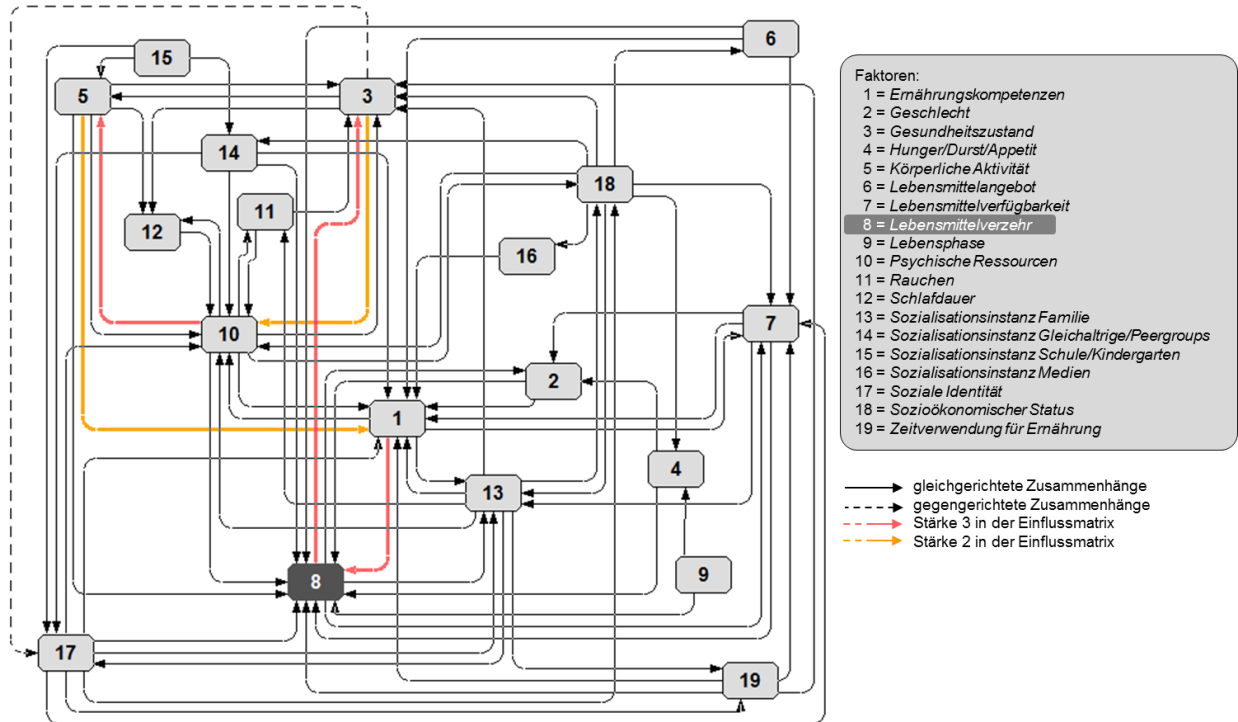 6
15
5
3
14
18
11
12
16
10
7
2
1
4
13
9
8
17
19
Faktoren:
1 = Ernährungskompetenzen
2 = Geschlecht
3 = Gesundheitszustand
4 = Hunger/Durst/Appetit
5 = Körperliche Aktivität
6 = Lebensmittelangebot
7 = Lebensmittelverfügbarkeit
8 = Lebensmittelverzehr
9 = Lebensphase
10 = Psychische Ressourcen
11 = Rauchen
12 = Schlafdauer
13 = Sozialisationsinstanz Familie
14 = Sozialisationsinstanz Gleichaltrige/Peergroups
15 = Sozialisationsinstanz Schule/Kindergarten
16 = Sozialisationsinstanz Medien
17 = Soziale Identität
18 = Sozioökonomischer Status
19 = Zeitverwendung für Ernährung
gleichgerichtete Zusammenhänge
gegengerichtete Zusammenhänge
Stärke 3 in der Einflussmatrix
Stärke 2 in der Einflussmatrix